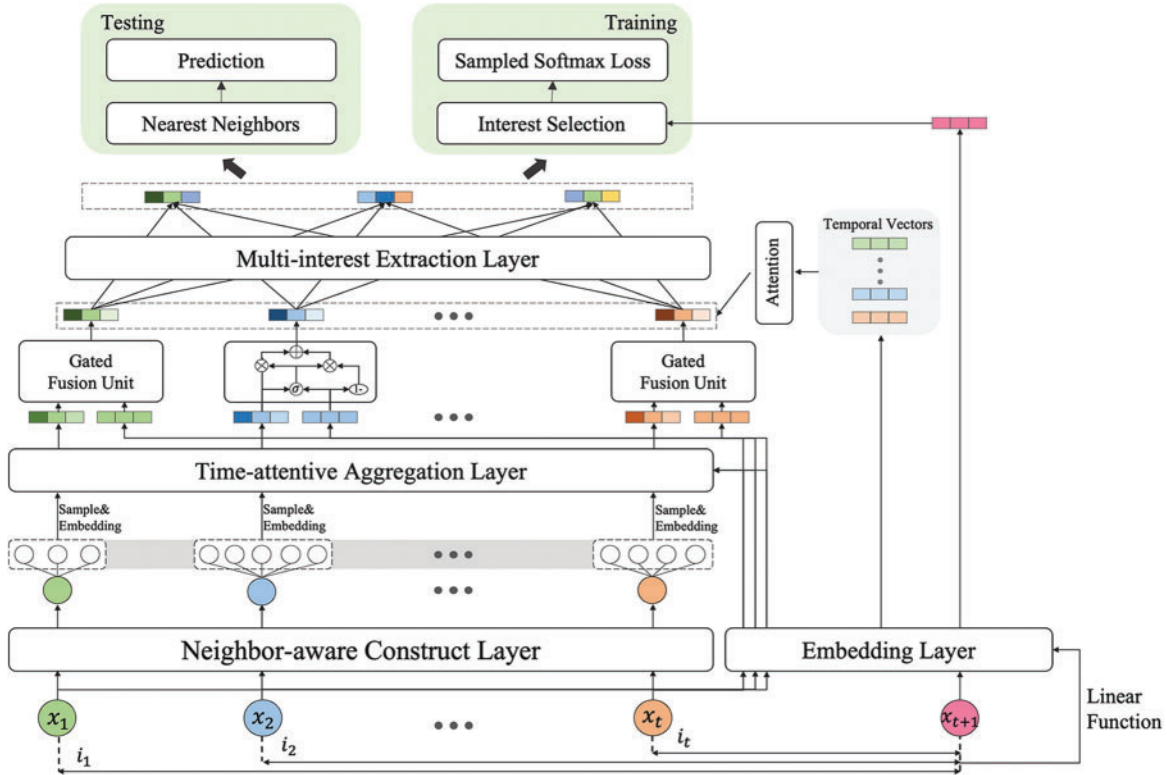 Testing
Training
Prediction
Sampled Softmax Loss
Nearest Neighbors
Interest Selection
Temporal Vectors
Attention
Multi-interest Extraction Layer
Gated
Fusion Unit
σ
1-
Gated
Fusion Unit
Time-attentive Aggregation Layer
Sample&
Embedding
Sample&
Embedding
Sample&
Embedding
Neighbor-aware Construct Layer
Embedding Layer
x₁
x₂
xₜ
xₜ₊₁
Linear
Function
i₁
i₂
iₜ